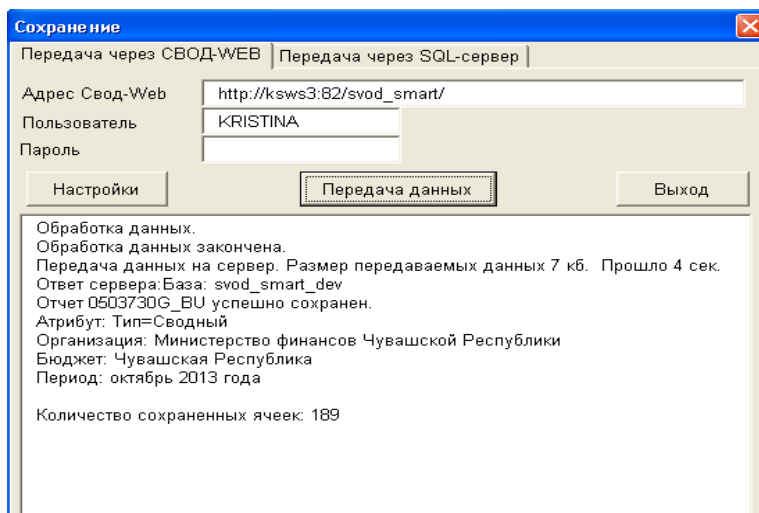 Сохранение
Передача через СВОД-WEB Передача через SQL-сервер
Адрес Свод-Web http://ksws3:82/svod_smart/
Пользователь KRISTINA
Пароль
Настройки Передача данных Выход
Обработка данных.
Обработка данных закончена.
Передача данных на сервер. Размер передаваемых данных 7 кб. Прошло 4 сек.
Ответ сервера:База: svod_smart_dev
Отчет 0503730G_BU успешно сохранен.
Атрибут: Тип=Сводный
Организация: Министерство финансов Чувашской Республики
Бюджет: Чувашская Республика
Период: октябрь 2013 года
Количество сохраненных ячеек: 189